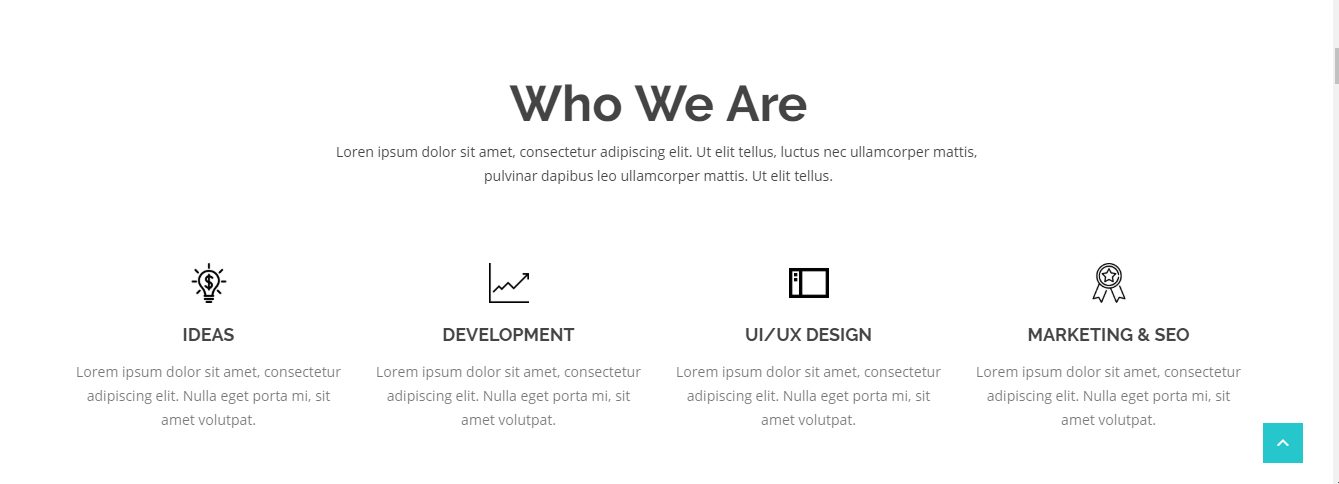 Who We Are
Loren ipsum dolor sit amet, consectetur adipiscing elit. Ut elit tellus, luctus nec ullamcorper mattis,
pulvinar dapibus leo ullamcorper mattis. Ut elit tellus.
IDEAS
Lorem ipsum dolor sit amet, consectetur
adipiscing elit. Nulla eget porta mi, sit
amet volutpat.
DEVELOPMENT
Lorem ipsum dolor sit amet, consectetur
adipiscing elit. Nulla eget porta mi, sit
amet volutpat.
UI/UX DESIGN
Lorem ipsum dolor sit amet, consectetur
adipiscing elit. Nulla eget porta mi, sit
amet volutpat.
MARKETING & SEO
Lorem ipsum dolor sit amet, consectetur
adipiscing elit. Nulla eget porta mi, sit
amet volutpat.